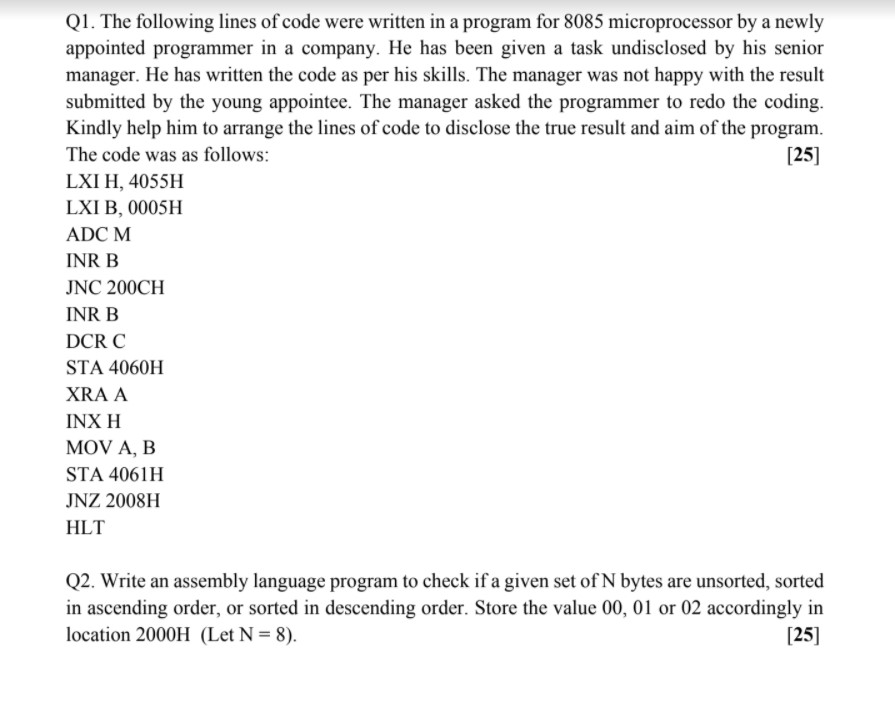 Q1. The following lines of code were written in a program for 8085 microprocessor by a newly
appointed programmer in a company. He has been given a task undisclosed by his senior
manager. He has written the code as per his skills. The manager was not happy with the result
submitted by the young appointee. The manager asked the programmer to redo the coding.
Kindly help him to arrange the lines of code to disclose the true result and aim of the program.
The code was as follows: [25]
LXI H, 4055H
LXI B, 0005H
ADC M
INR B
JNC 200CH
INR B
DCR C
STA 4060H
XRA A
INX H
MOV A, B
STA 4061H
JNZ 2008H
HLT
Q2. Write an assembly language program to check if a given set of N bytes are unsorted, sorted
in ascending order, or sorted in descending order. Store the value 00, 01 or 02 accordingly in
location 2000H (Let N = 8). [25]